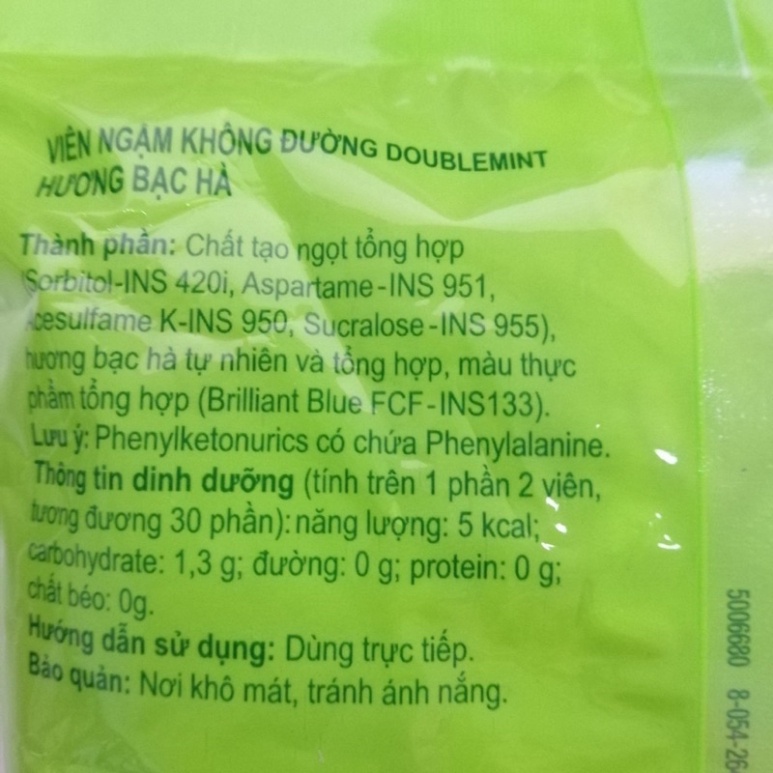 VIÊN NGẬM KHÔNG ĐƯỜNG DOUBLEMINT
HƯƠNG BẠC HÀ
Thành phần: Chất tạo ngọt tổng hợp
(Sorbitol-INS 420i, Aspartame-INS 951,
Acesulfame K-INS 950, Sucralose-INS 955),
hương bạc hà tự nhiên và tổng hợp, màu thực
phẩm tổng hợp (Brilliant Blue FCF-INS133).
Lưu ý: Phenylketonurics có chứa Phenylalanine.
Thông tin dinh dưỡng (tính trên 1 phần 2 viên,
tương đương 30 phần): năng lượng: 5 kcal;
carbohydrate: 1,3 g; đường: 0 g; protein: 0 g;
chất béo: 0g.
Hướng dẫn sử dụng: Dùng trực tiếp.
Bảo quản: Nơi khô mát, tránh ánh nắng.
5006680 8-054-26